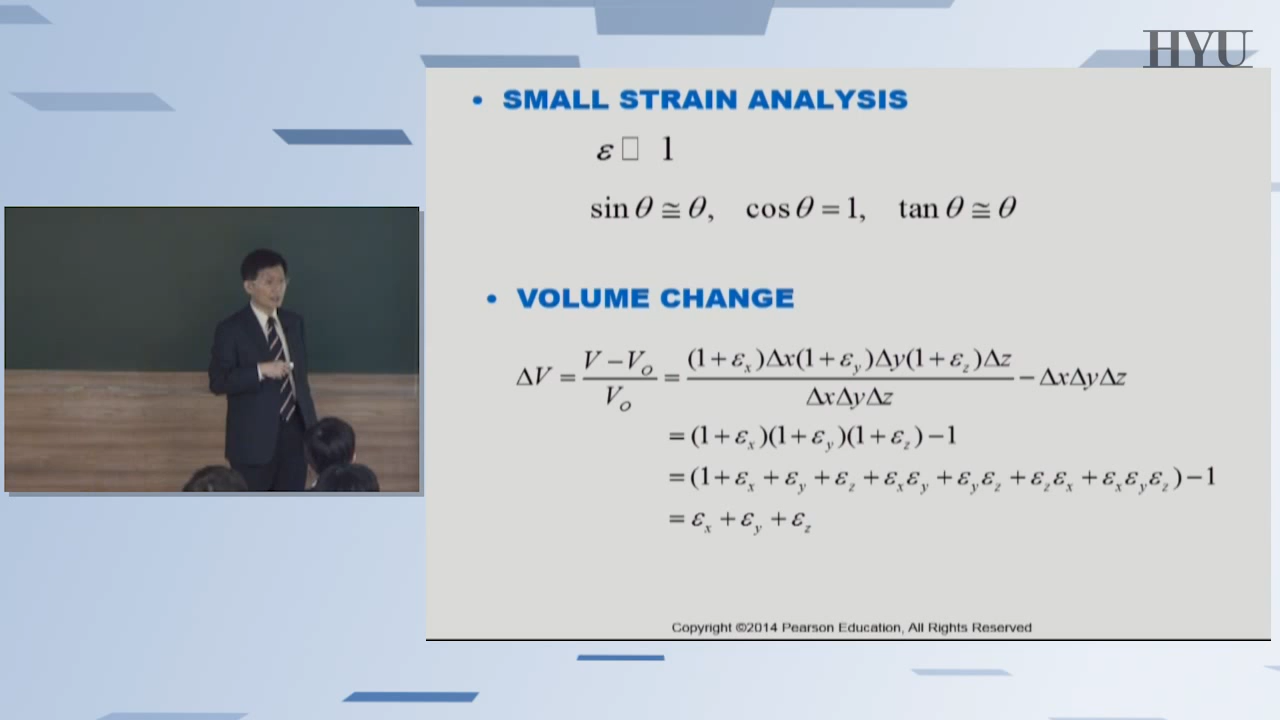 HYU
• SMALL STRAIN ANALYSIS
ε□ 1
sin θ ≅ θ, cos θ = 1, tan θ ≅ θ
• VOLUME CHANGE
ΔV = (V − V_O)/V_O = ((1 + ε_x)Δx(1 + ε_y)Δy(1 + ε_z)Δz)/(ΔxΔyΔz) − ΔxΔyΔz
= (1 + ε_x)(1 + ε_y)(1 + ε_z) − 1
= (1 + ε_x + ε_y + ε_z + ε_xε_y + ε_yε_z + ε_zε_x + ε_xε_yε_z) − 1
= ε_x + ε_y + ε_z
Copyright ©2014 Pearson Education, All Rights Reserved